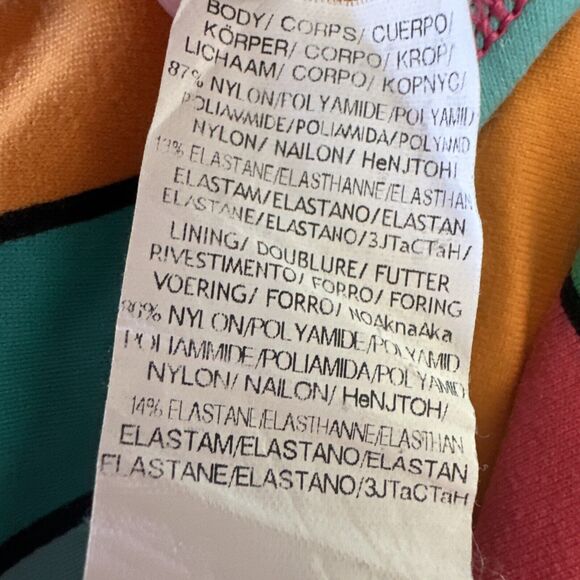 BODY/ CORPS/ CUERPO/
KÖRPER/ CORPO/ KROP/
LICHAAM/ CORPO/ KOPNYC/
87% NYLON/POLYAMIDE/POLYAMID
POLIAMMIDE/POLIAMIDA/POLYAMID
NYLON/ NAILON/ HeNJTOH/
13% ELASTANE/ELASTHANNE/ELASTHAN
ELASTAM/ELASTANO/ELASTAN
ELASTANE/ELASTANO/3JTaCTaH/
LINING/ DOUBLURE/ FUTTER
RIVESTIMENTO/ FORRO/ FORING
VOERING/ FORRO/ NOAknaAka
86% NYLON/POLYAMIDE/POLYAMID
POLIAMMIDE/POLIAMIDA/POLYAMID
NYLON/ NAILON/ HeNJTOH/
14% ELASTANE/ELASTHANNE/ELASTHAN
ELASTAM/ELASTANO/ELASTAN
ELASTANE/ELASTANO/3JTaCTaH